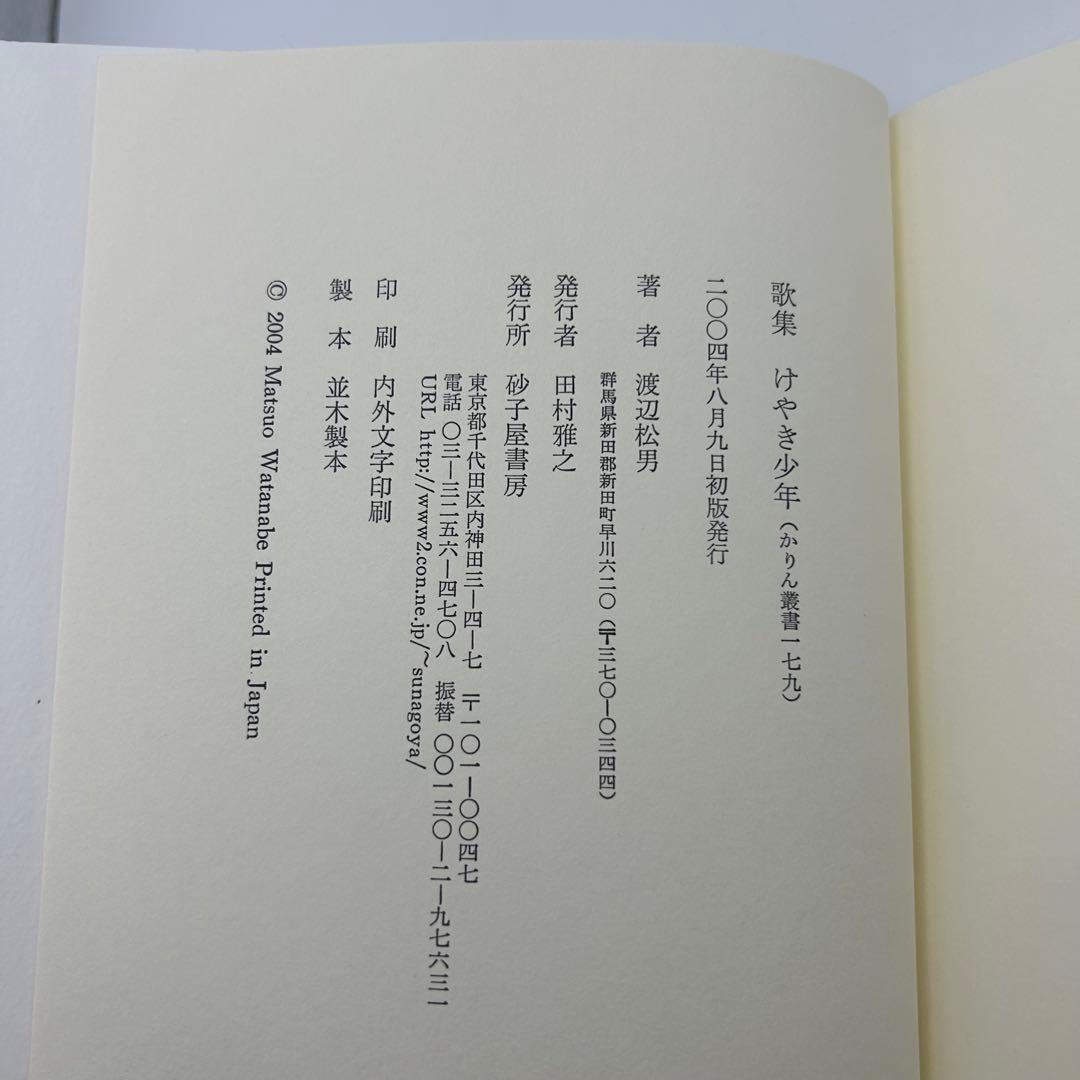 歌集　けやき少年（かりん叢書一七九）
二〇〇四年八月九日初版発行
著　者　渡辺松男
群馬県新田郡新田町早川六二〇（〒三七〇―〇三四四）
発行者　田村雅之
発行所　砂子屋書房
東京都千代田区内神田三―四―七　〒一〇一―〇〇四七
電話　〇三―三二五六―四七〇八　振替　〇〇一三〇―二―九七六三一
URL http://www2.con.ne.jp/~sunagoya/
印　刷　内外文字印刷
製　本　並木製本
© 2004 Matsuo Watanabe Printed in Japan